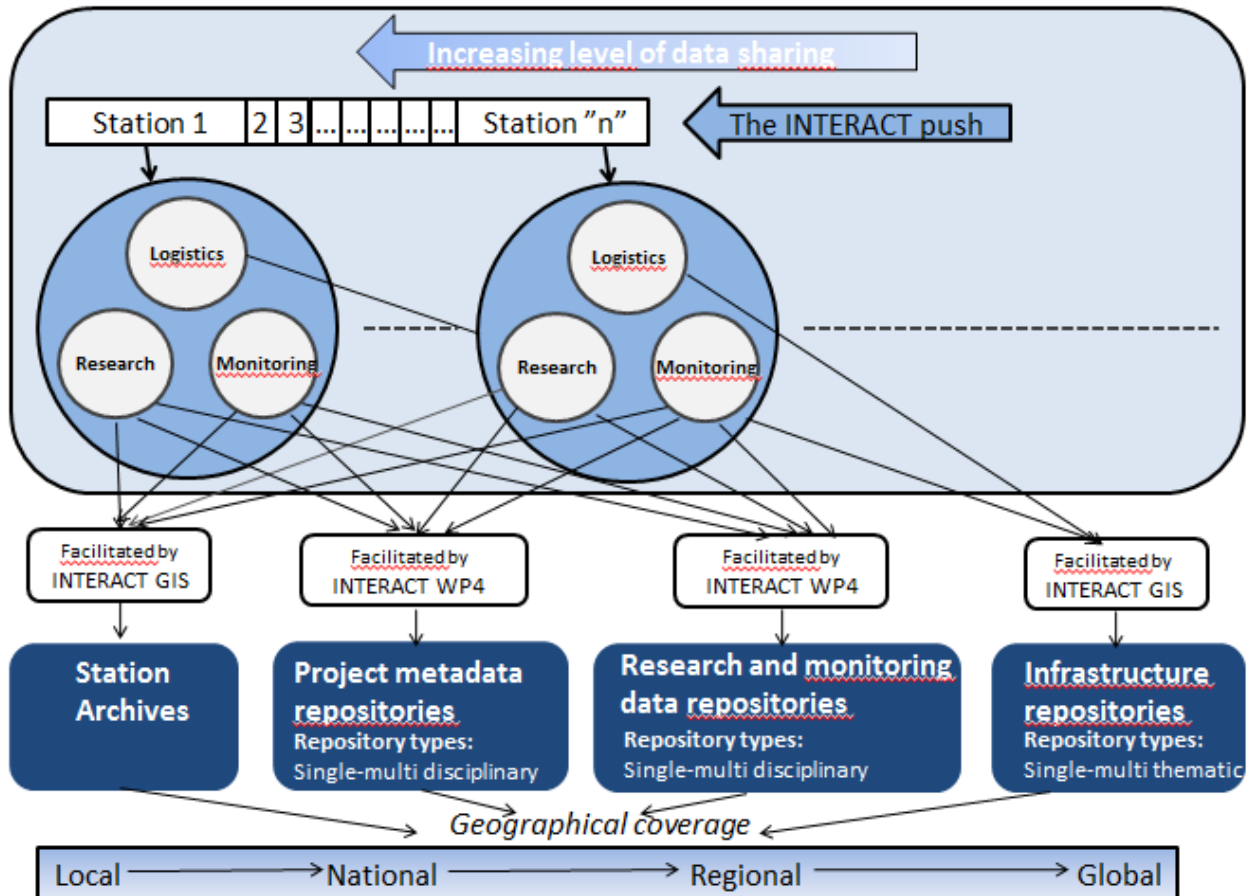 Increasing level of data sharing
Station 1 2 3 ... ... ... ... ... Station ”n”
The INTERACT push
Logistics
Research Monitoring
Logistics
Research Monitoring
Facilitated by
INTERACT GIS
Facilitated by
INTERACT WP4
Facilitated by
INTERACT WP4
Facilitated by
INTERACT GIS
Station
Archives
Project metadata
repositories
Repository types:
Single-multi disciplinary
Research and monitoring
data repositories
Repository types:
Single-multi disciplinary
Infrastructure
repositories
Repository types:
Single-multi thematic
Geographical coverage
Local National Regional Global